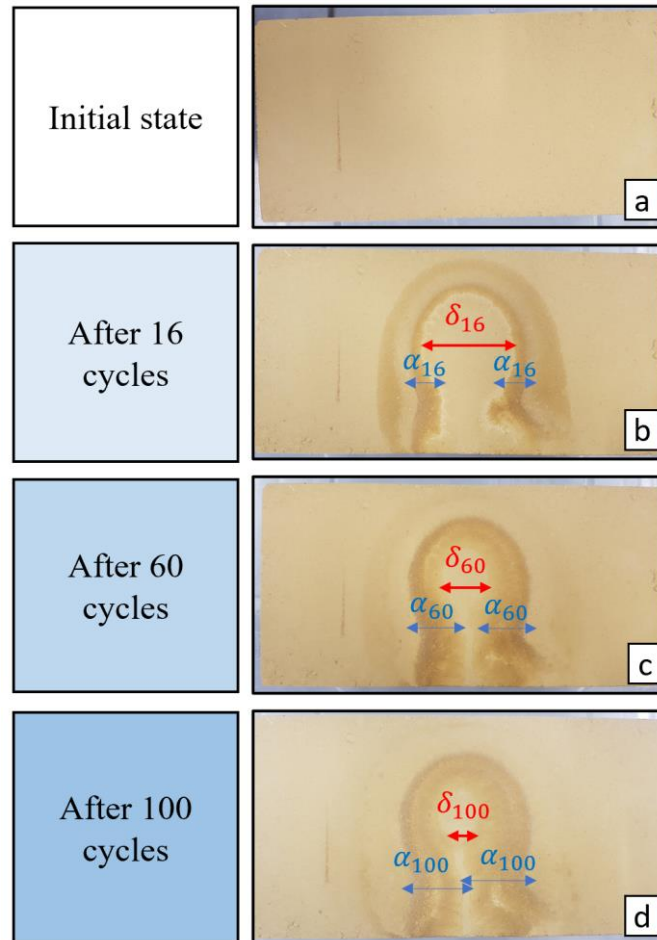 Initial state
a
After 16
cycles
δ₁₆
α₁₆ α₁₆
b
After 60
cycles
δ₆₀
α₆₀ α₆₀
c
After 100
cycles
δ₁₀₀
α₁₀₀ α₁₀₀
d